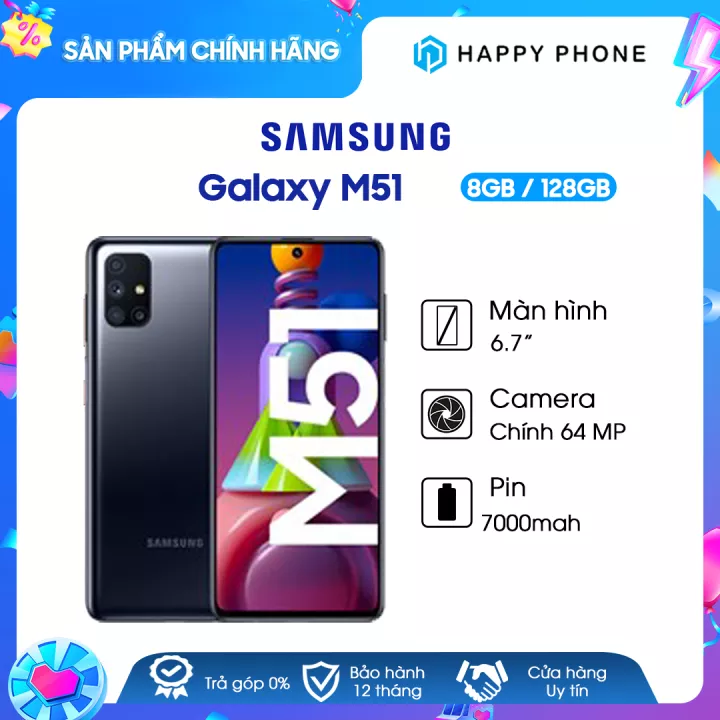 SẢN PHẨM CHÍNH HÃNG
HAPPY PHONE
SAMSUNG
Galaxy M51
8GB / 128GB
Màn hình
6.7”
Camera
Chính 64 MP
Pin
7000mah
M51
SAMSUNG
Trả góp 0%
Bảo hành
12 tháng
Cửa hàng
Uy tín